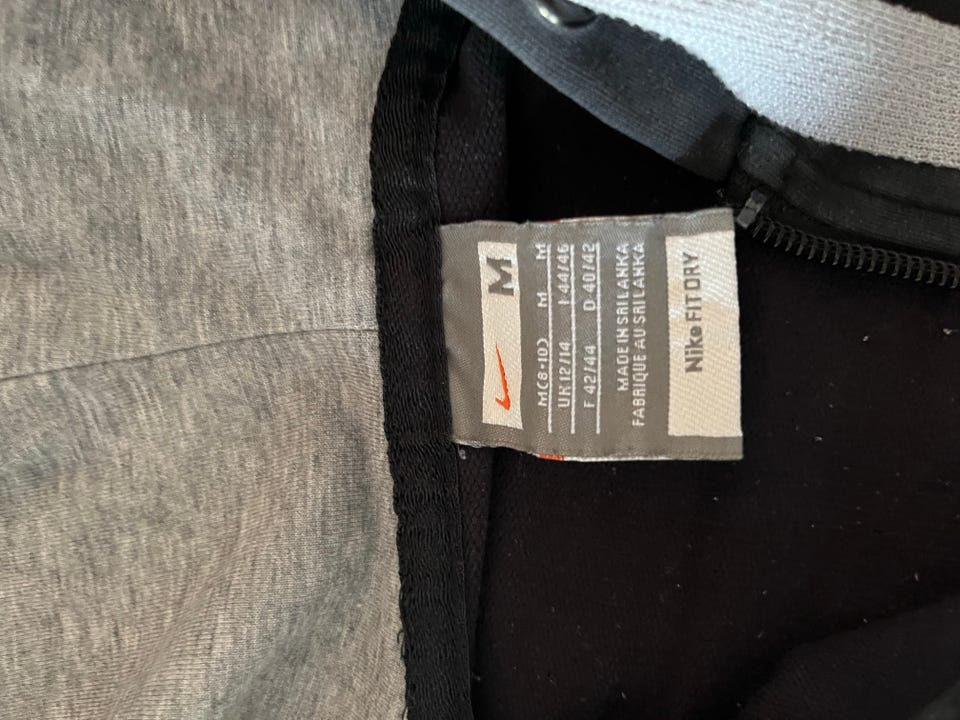 M
M(8-10) M M
UK 12/14 I 44/46
F 42/44 D 40/42
MADE IN SRI LANKA
FABRIQUE AU SRI LANKA
Nike FIT DRY